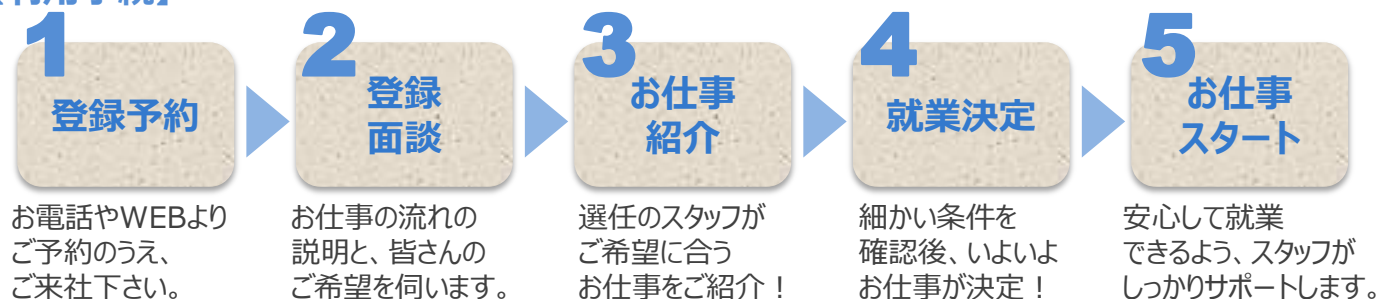 1
登録予約
お電話やWEBより
ご予約のうえ、
ご来社下さい。
2
登録
面談
お仕事の流れの
説明と、皆さんの
ご希望を伺います。
3
お仕事
紹介
選任のスタッフが
ご希望に合う
お仕事をご紹介！
4
就業決定
細かい条件を
確認後、いよいよ
お仕事が決定！
5
お仕事
スタート
安心して就業
できるよう、スタッフが
しっかりサポートします。